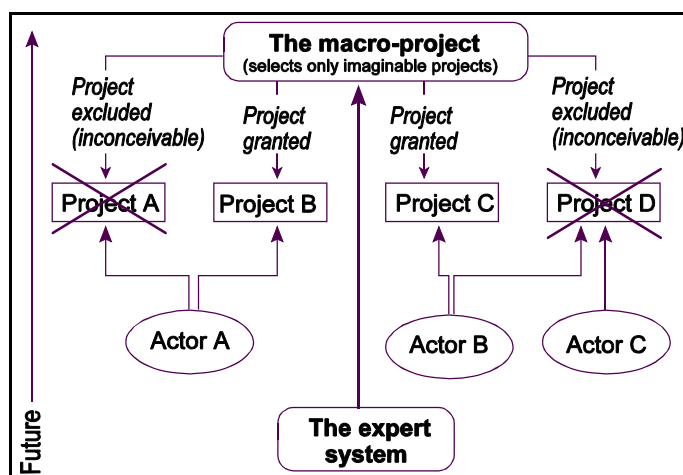 The macro-project
(selects only imaginable projects)
Project
excluded
(inconceivable)
Project
granted
Project
granted
Project
excluded
(inconceivable)
Project A
Project B
Project C
Project D
Actor A
Actor B
Actor C
The expert
system
Future